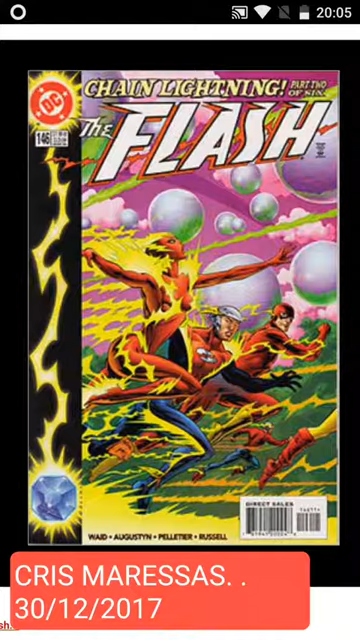 20:05
CHAIN LIGHTNING! PART TWO OF SIX
DC
146
The FLASH
DIRECT SALES
WAID • AUGUSTYN • PELLETIER • RUSSELL
CRIS MARESSAS. .
30/12/2017